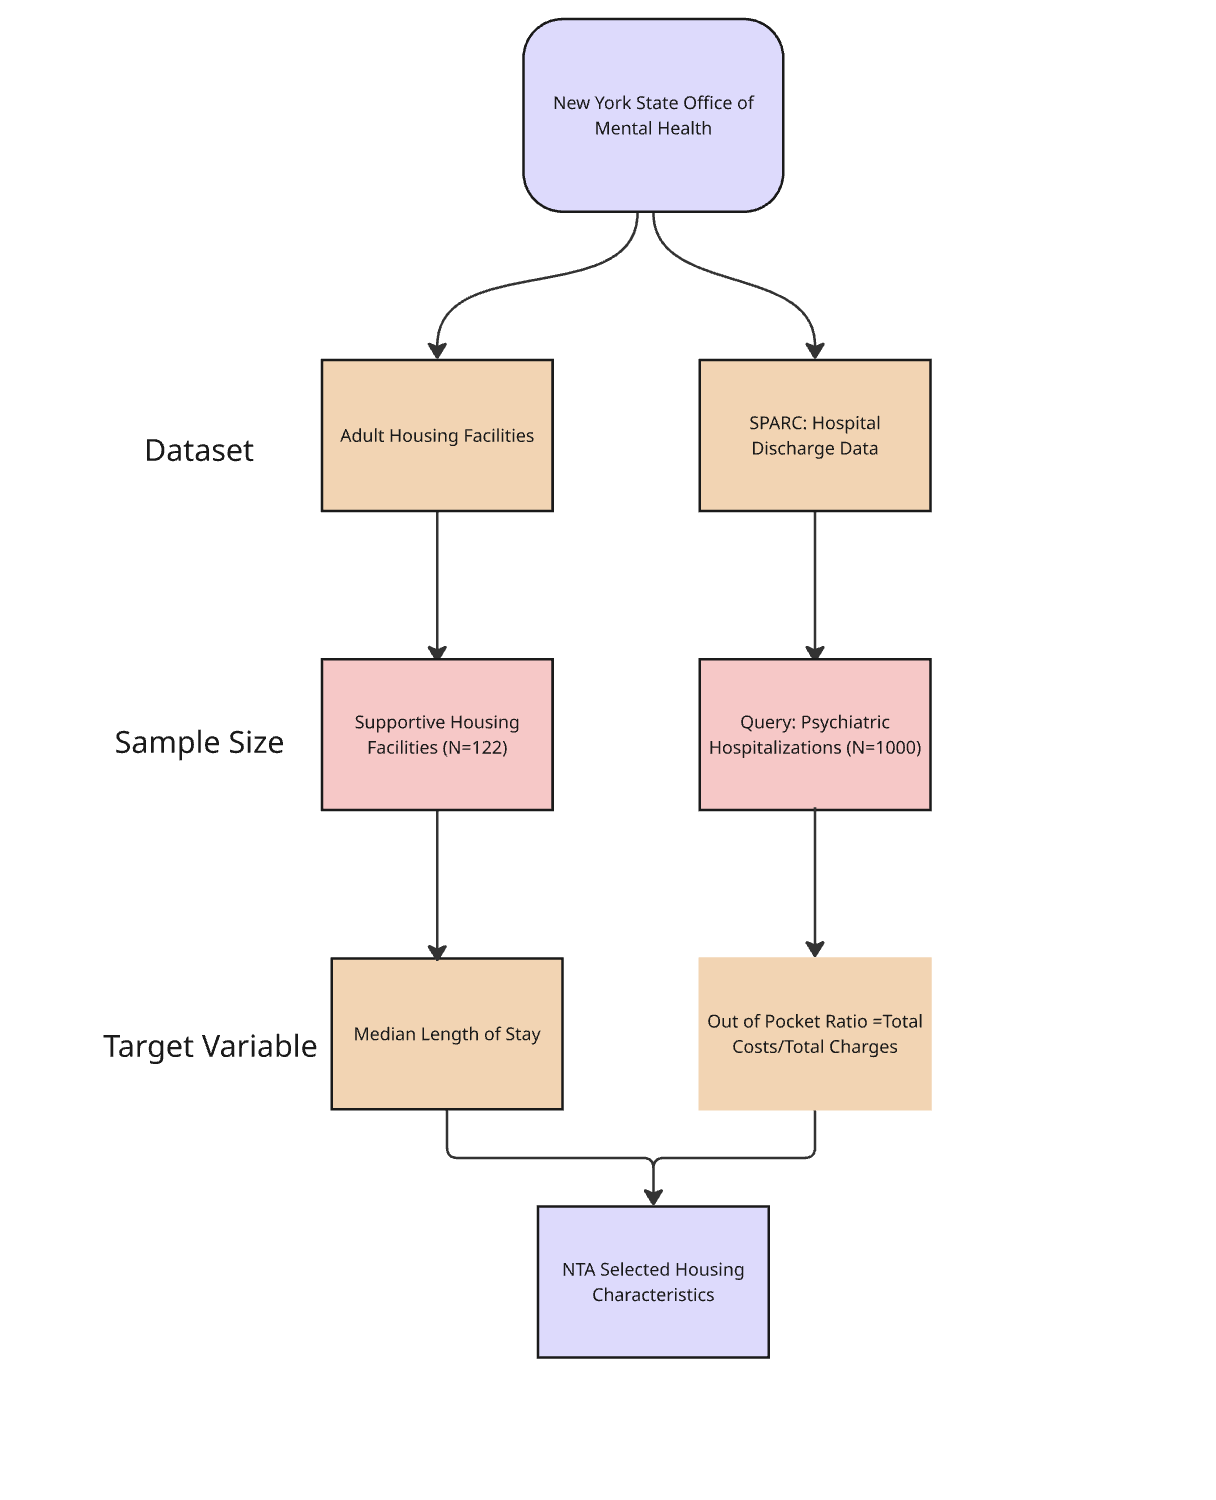 New York State Office of
Mental Health
Dataset
Adult Housing Facilities
SPARC: Hospital
Discharge Data
Sample Size
Supportive Housing
Facilities (N=122)
Query: Psychiatric
Hospitalizations (N=1000)
Target Variable
Median Length of Stay
Out of Pocket Ratio =Total
Costs/Total Charges
NTA Selected Housing
Characteristics